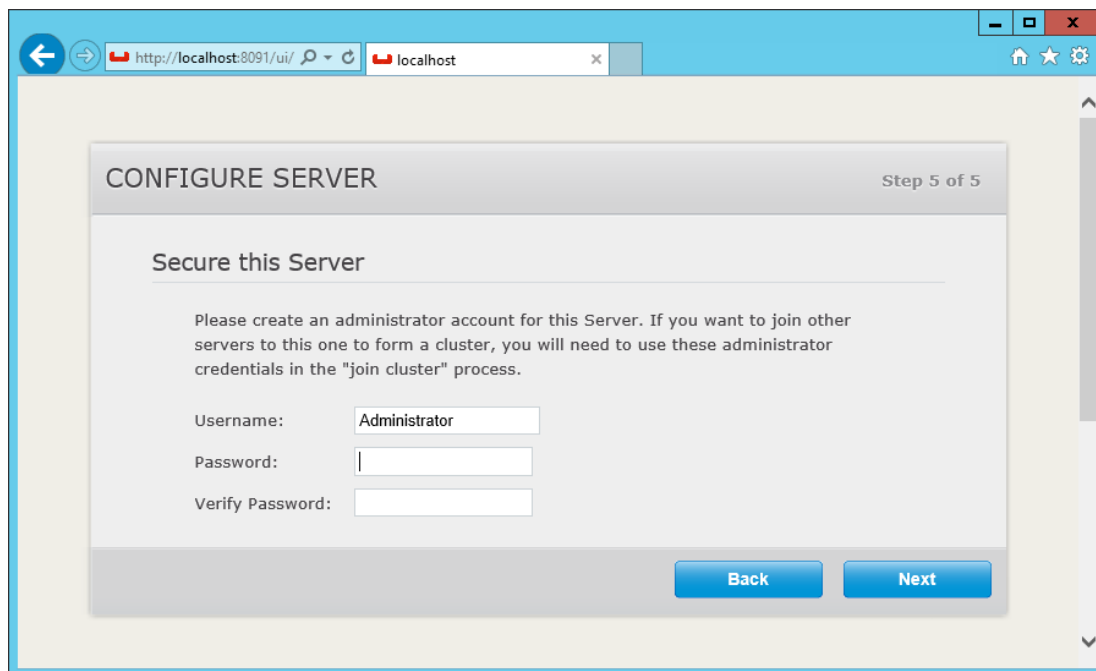 http://localhost:8091/ui/
localhost
CONFIGURE SERVER
Step 5 of 5
Secure this Server
Please create an administrator account for this Server. If you want to join other
servers to this one to form a cluster, you will need to use these administrator
credentials in the "join cluster" process.
Username:
Administrator
Password:
Verify Password:
Back
Next